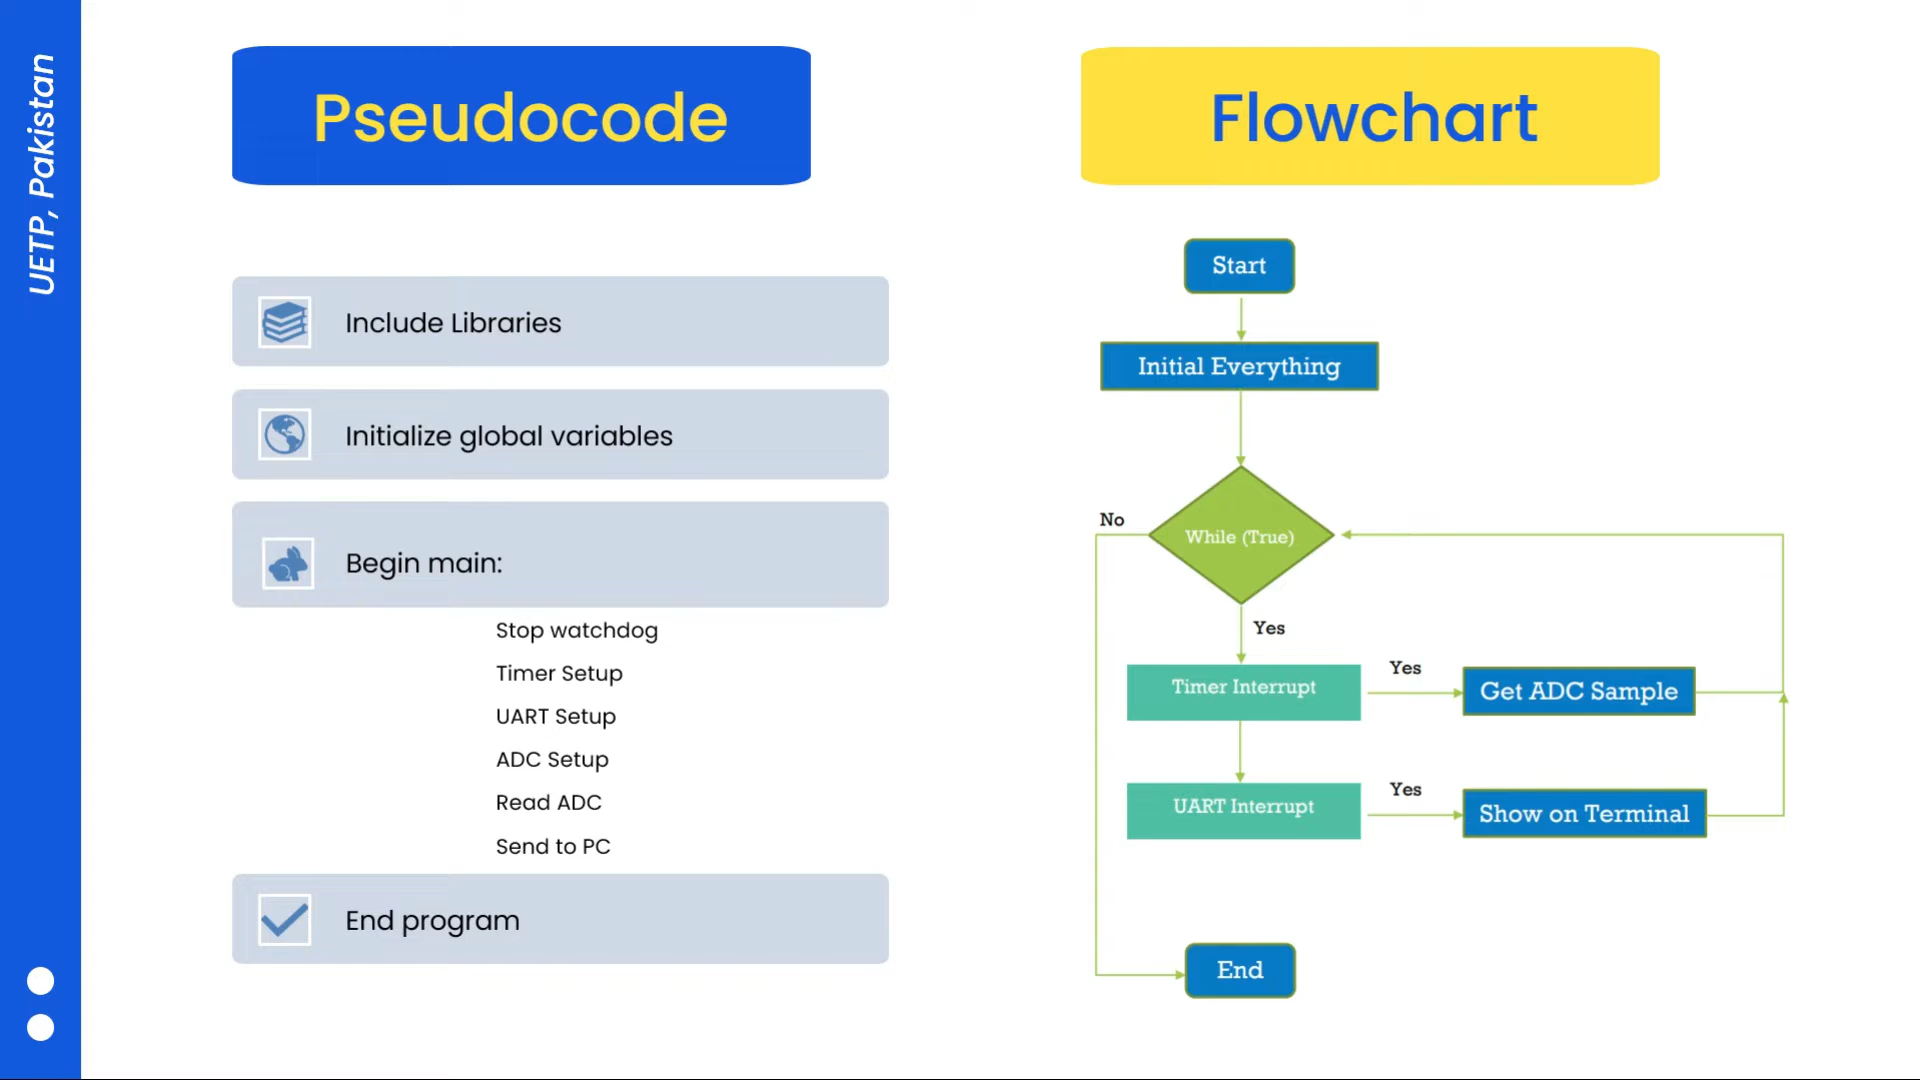 UETP, Pakistan
Pseudocode
Include Libraries
Initialize global variables
Begin main:
Stop watchdog
Timer Setup
UART Setup
ADC Setup
Read ADC
Send to PC
End program
Flowchart
Start
Initial Everything
While (True)
No
Yes
Timer Interrupt
Yes
Get ADC Sample
UART Interrupt
Yes
Show on Terminal
End